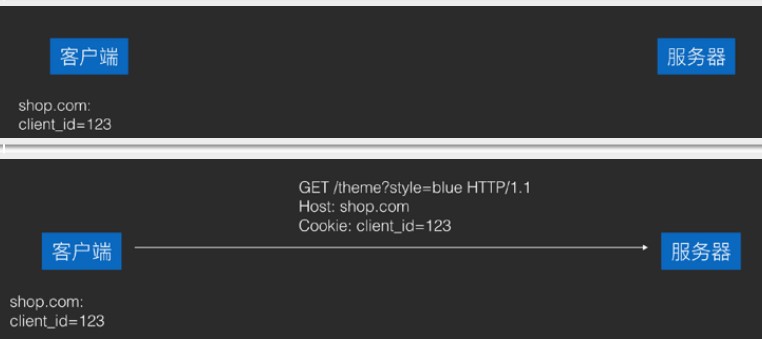 客户端
服务器
shop.com:
client_id=123
GET /theme?style=blue HTTP/1.1
Host: shop.com
Cookie: client_id=123
客户端
服务器
shop.com:
client_id=123